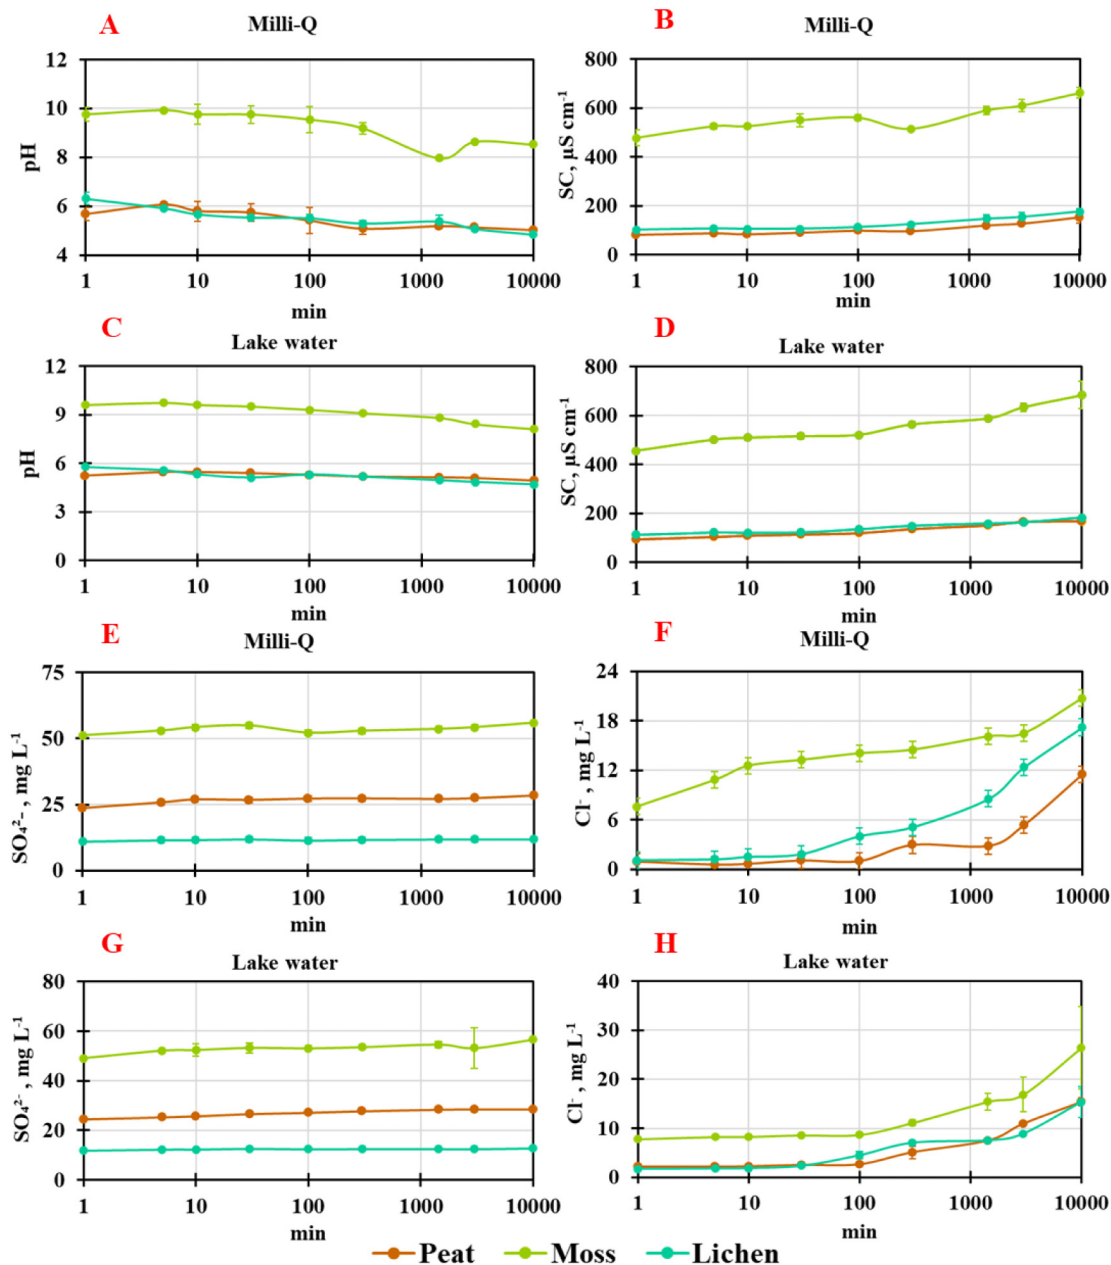 A
Milli-Q
12
10
8
6
4
pH
1
10
100
1000
10000
min
B
Milli-Q
800
600
400
200
0
SC, µS cm⁻¹
1
10
100
1000
10000
min
C
Lake water
12
9
6
3
0
pH
1
10
100
1000
10000
min
D
Lake water
800
600
400
200
0
SC, µS cm⁻¹
1
10
100
1000
10000
min
E
Milli-Q
75
50
25
0
SO₄²⁻ , mg L⁻¹
1
10
100
1000
10000
min
F
Milli-Q
24
18
12
6
0
Cl⁻ , mg L⁻¹
1
10
100
1000
10000
min
G
Lake water
80
60
40
20
0
SO₄²⁻ , mg L⁻¹
1
10
100
1000
10000
min
H
Lake water
40
30
20
10
0
Cl⁻ , mg L⁻¹
1
10
100
1000
10000
min
Peat Moss Lichen